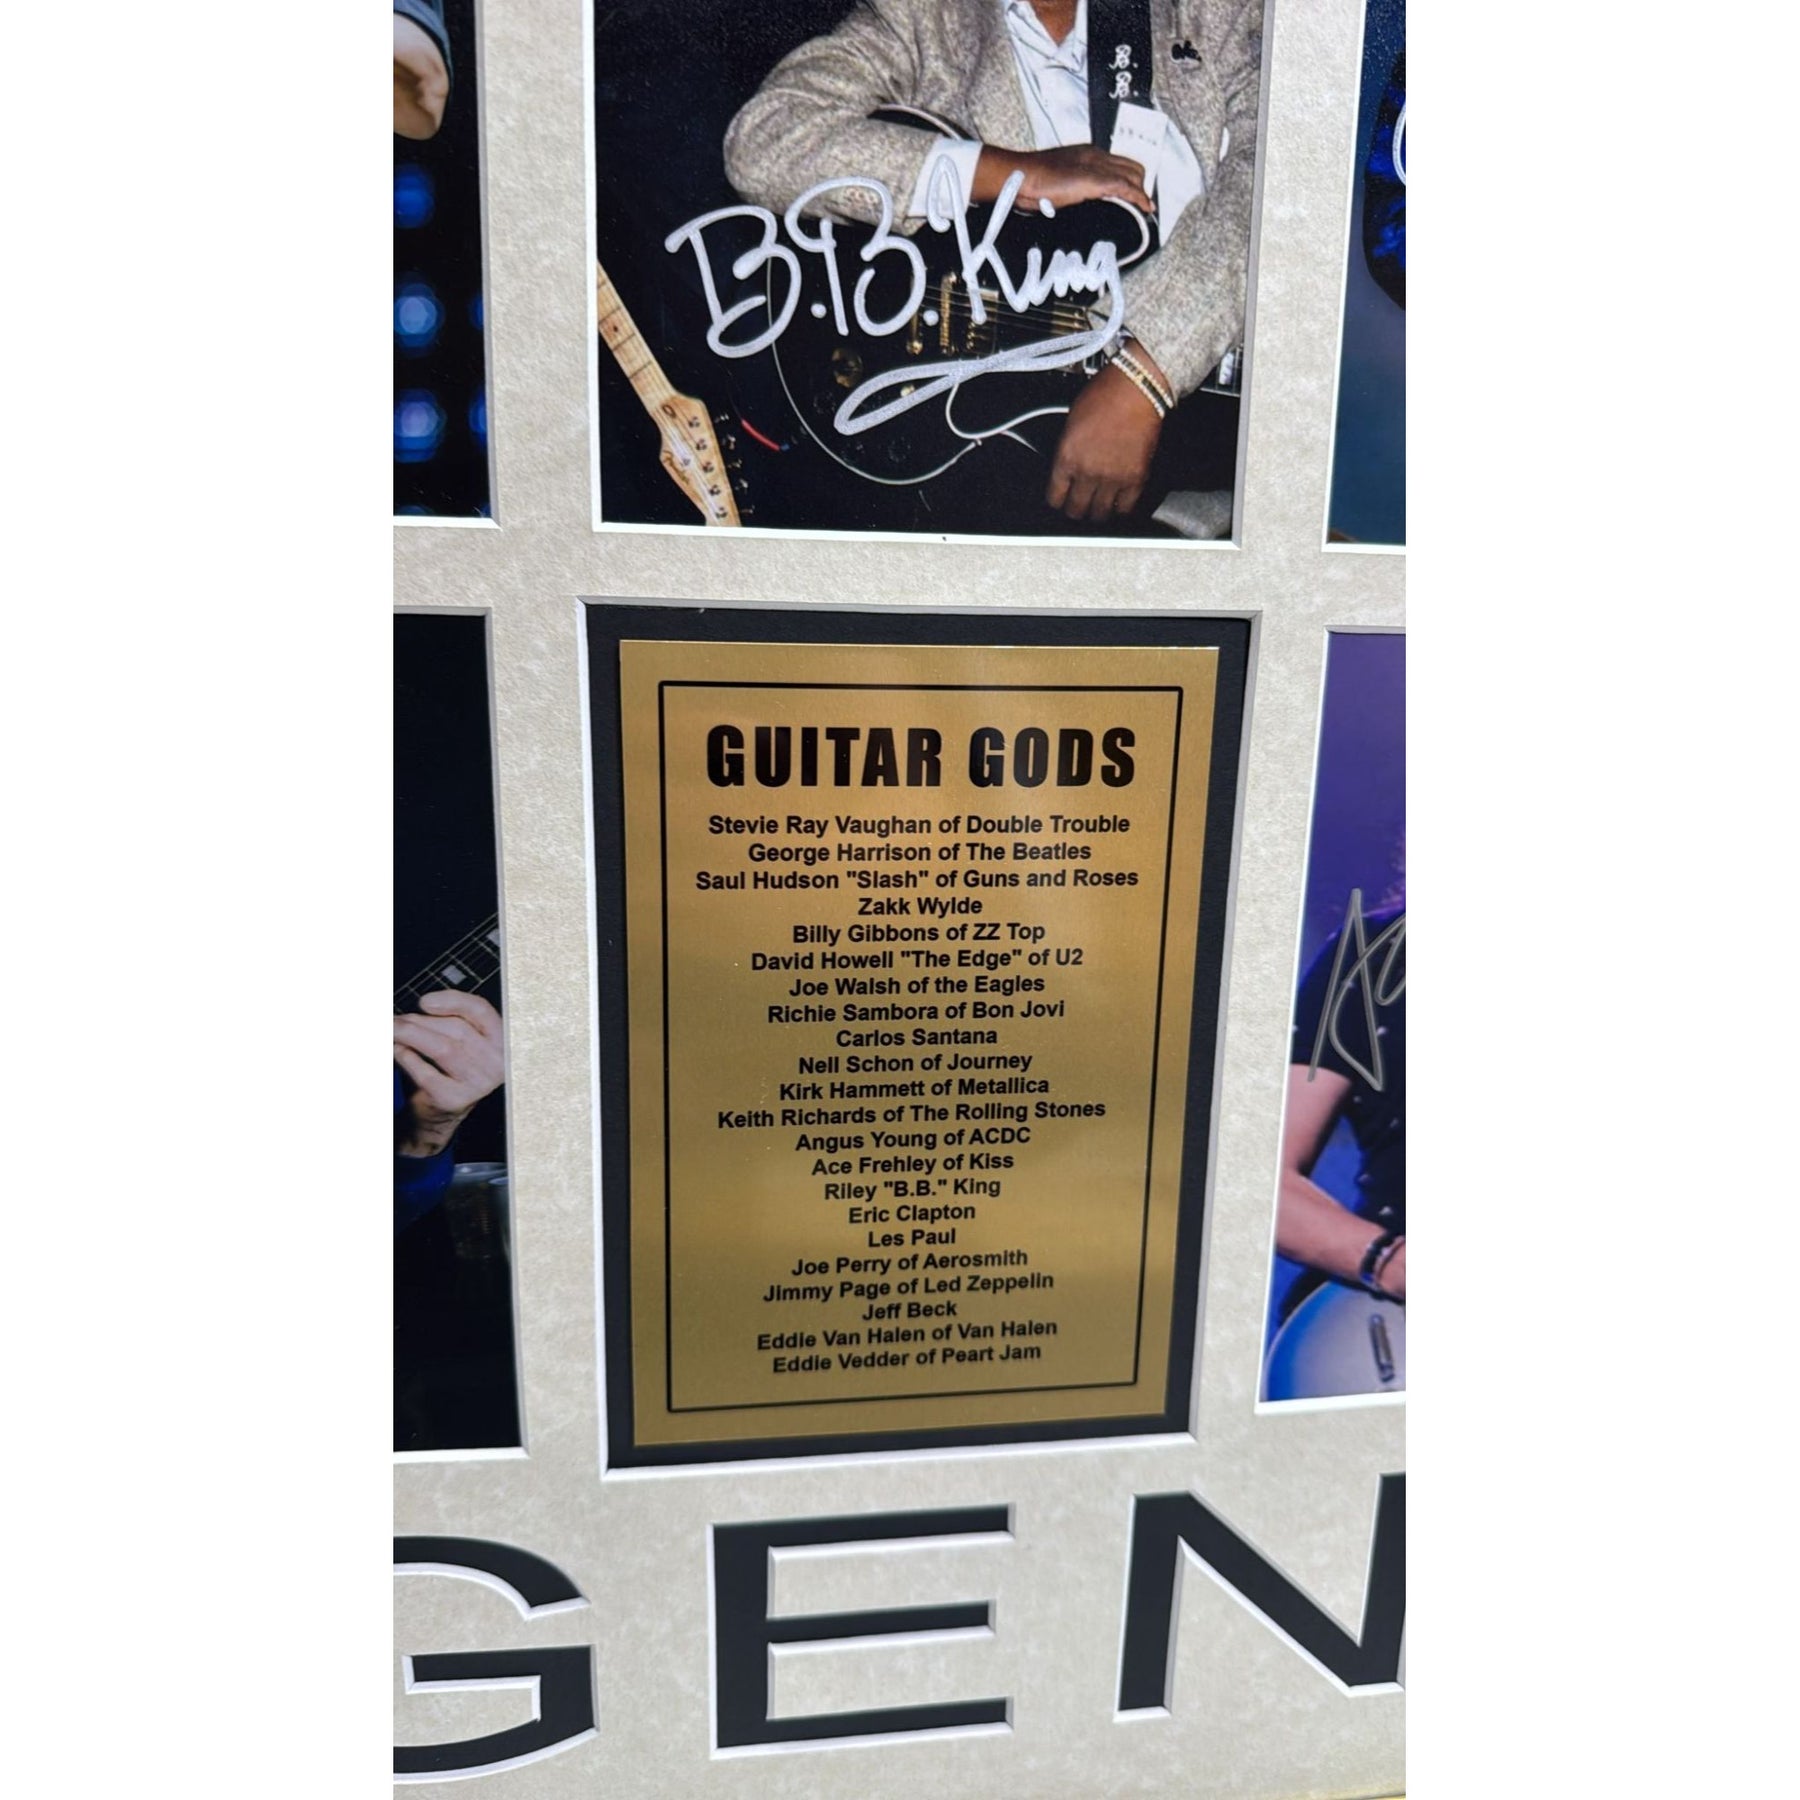 B.
B.
B.B. King
Fender
GUITAR GODS
Stevie Ray Vaughan of Double Trouble
George Harrison of The Beatles
Saul Hudson "Slash" of Guns and Roses
Zakk Wylde
Billy Gibbons of ZZ Top
David Howell "The Edge" of U2
Joe Walsh of the Eagles
Richie Sambora of Bon Jovi
Carlos Santana
Nell Schon of Journey
Kirk Hammett of Metallica
Keith Richards of The Rolling Stones
Angus Young of ACDC
Ace Frehley of Kiss
Riley "B.B." King
Eric Clapton
Les Paul
Joe Perry of Aerosmith
Jimmy Page of Led Zeppelin
Jeff Beck
Eddie Van Halen of Van Halen
Eddie Vedder of Peart Jam
GEN